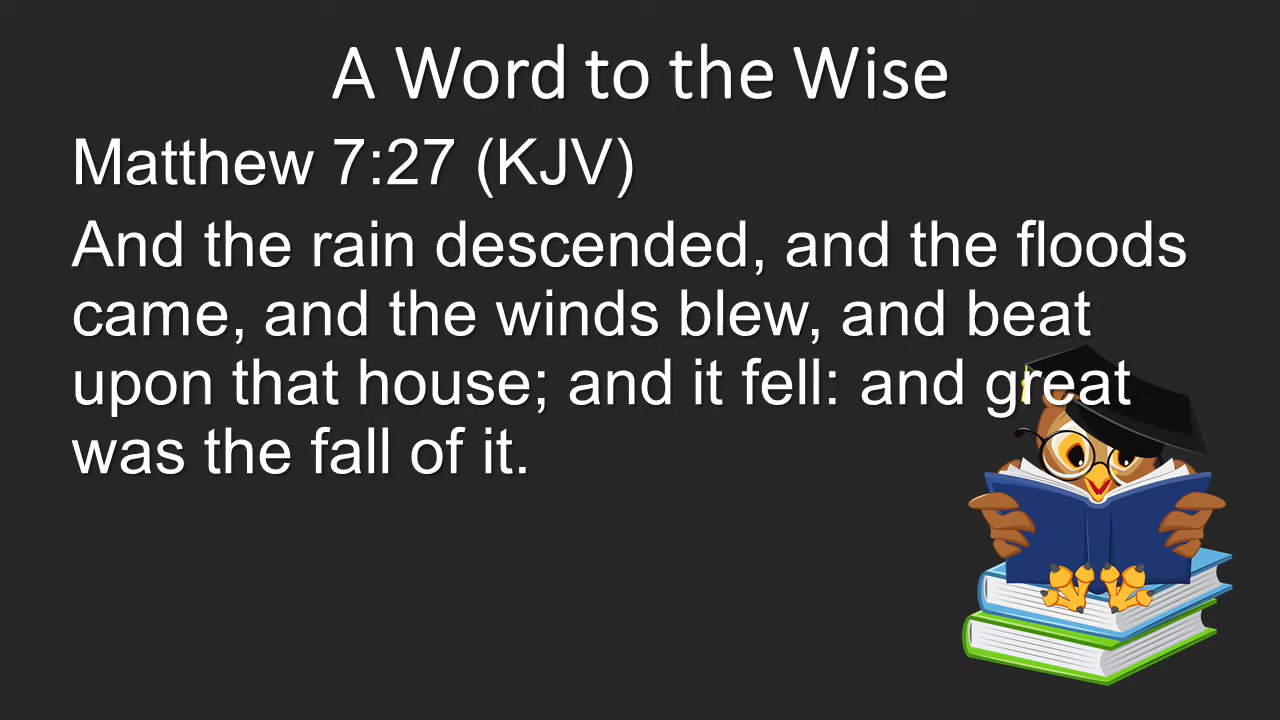 A Word to the Wise
Matthew 7:27 (KJV)
And the rain descended, and the floods
came, and the winds blew, and beat
upon that house; and it fell: and great
was the fall of it.